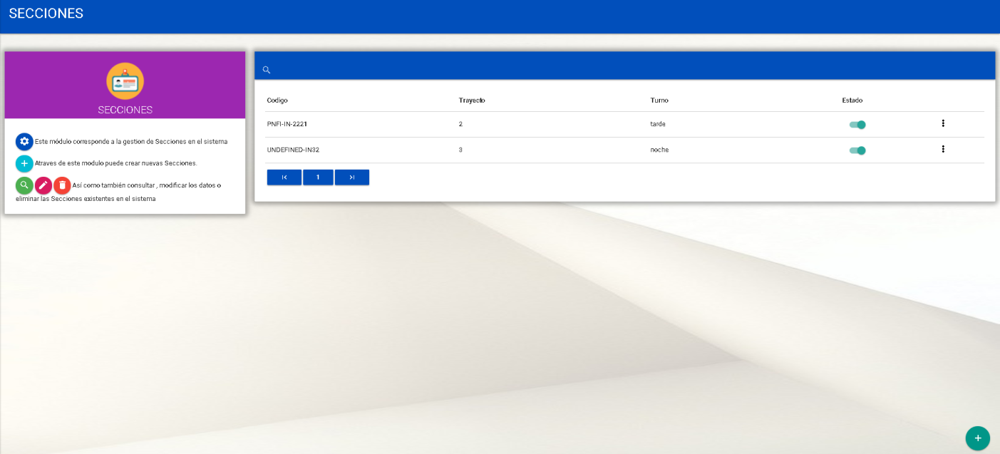 SECCIONES
SECCIONES
Este módulo corresponde a la gestion de Secciones en el sistema
Atraves de este modulo puede crear nuevas Secciones.
Así como también consultar , modificar los datos o
eliminar las Secciones existentes en el sistema
Codigo Trayecto Turno Estado
PNFI-IN-2221 2 tarde
UNDEFINED-IN32 3 noche
1